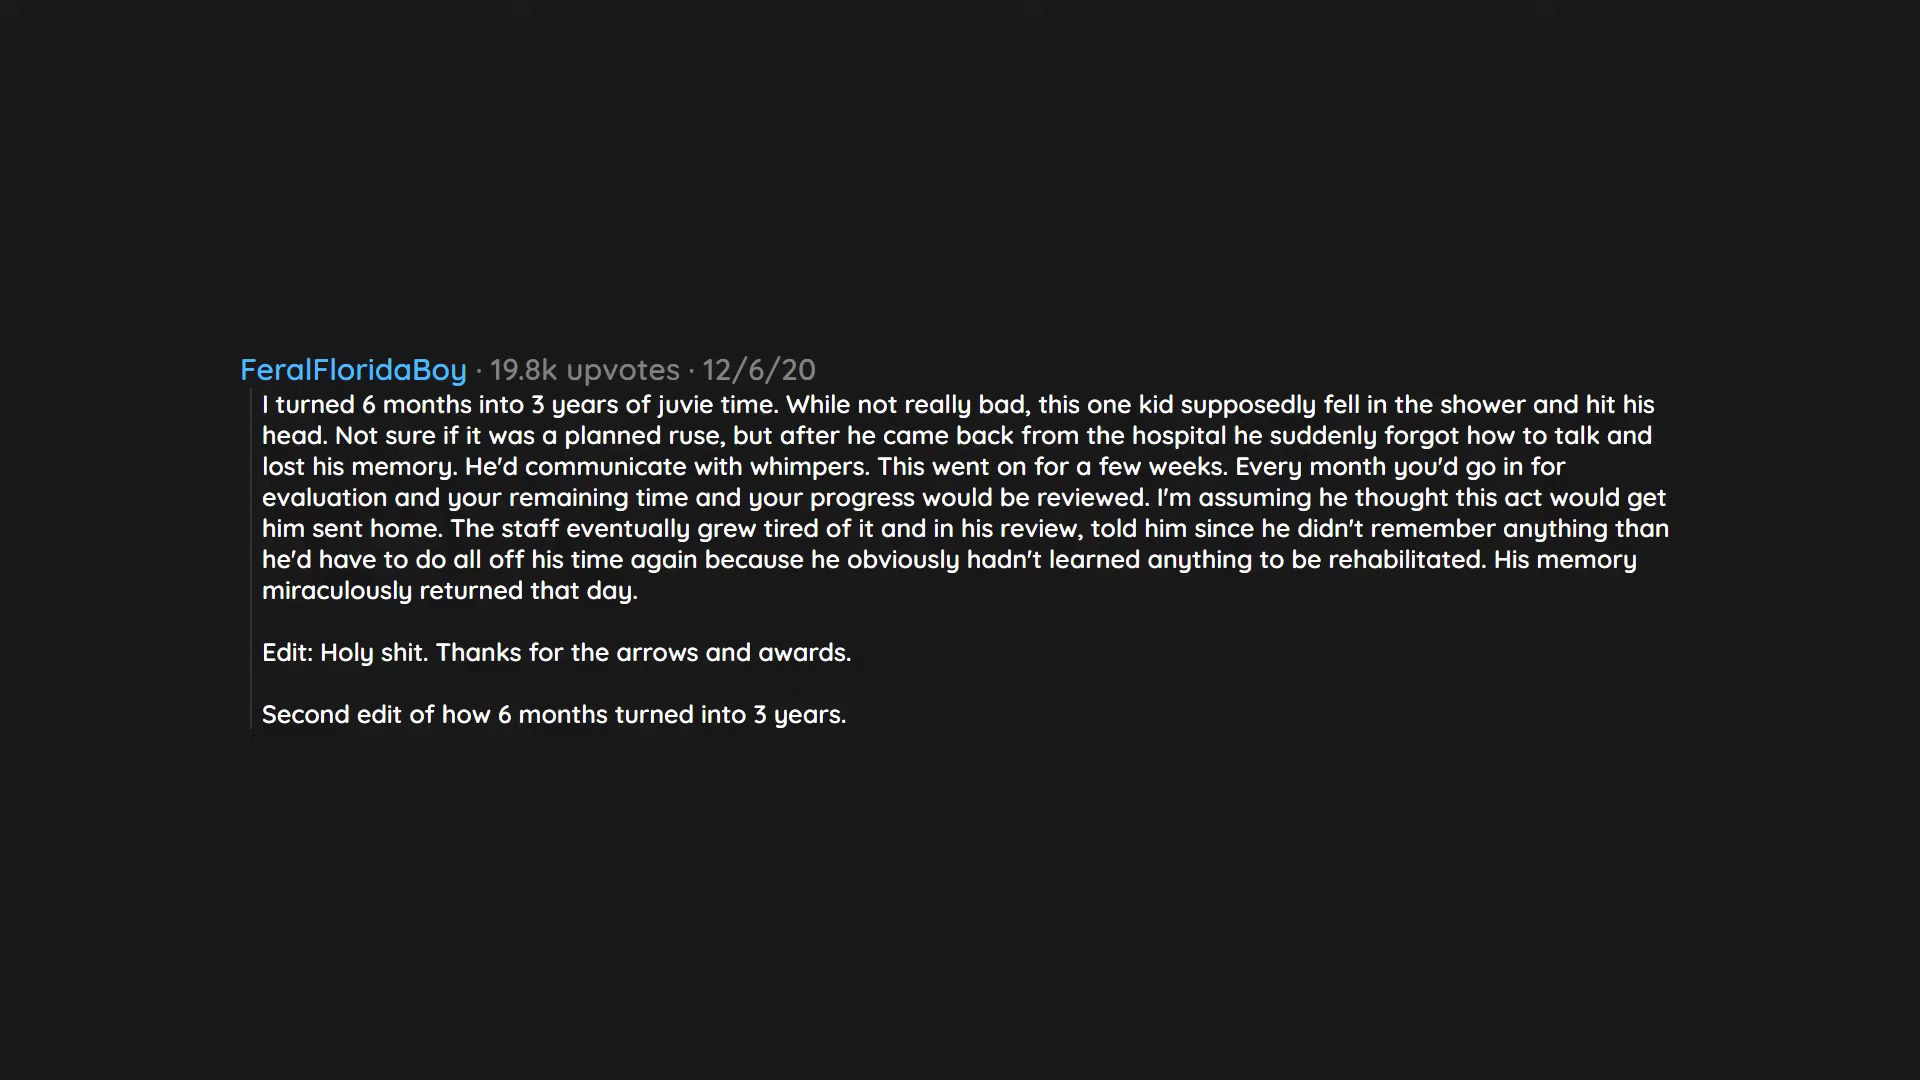 FeralFloridaBoy · 19.8k upvotes · 12/6/20
I turned 6 months into 3 years of juvie time. While not really bad, this one kid supposedly fell in the shower and hit his
head. Not sure if it was a planned ruse, but after he came back from the hospital he suddenly forgot how to talk and
lost his memory. He'd communicate with whimpers. This went on for a few weeks. Every month you'd go in for
evaluation and your remaining time and your progress would be reviewed. I'm assuming he thought this act would get
him sent home. The staff eventually grew tired of it and in his review, told him since he didn't remember anything than
he'd have to do all off his time again because he obviously hadn't learned anything to be rehabilitated. His memory
miraculously returned that day.
Edit: Holy shit. Thanks for the arrows and awards.
Second edit of how 6 months turned into 3 years.